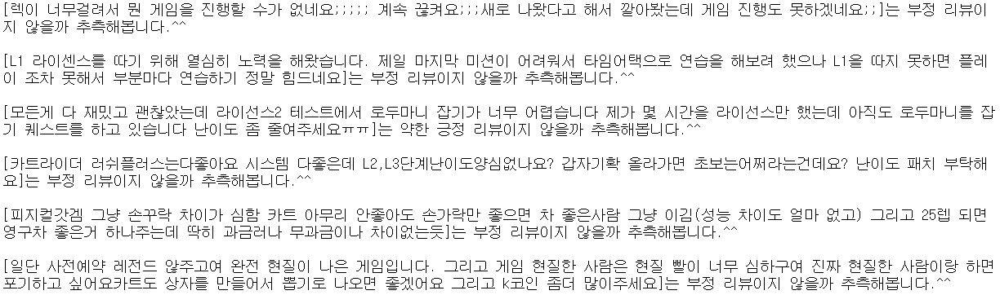 [렉이 너무걸려서 뭔 게임을 진행할 수가 없네요;;;;; 계속 끊켜요;;;새로 나왔다고 해서 깔아봤는데 게임 진행도 못하겠네요;;]는 부정 리뷰이
지 않을까 추측해봅니다.^^
[L1 라이센스를 따기 위해 열심히 노력을 해왔습니다. 제일 마지막 미션이 어려워서 타임어택으로 연습을 해보려 했으나 L1을 따지 못하면 플레
이 조차 못해서 부분마다 연습하기 정말 힘드네요]는 부정 리뷰이지 않을까 추측해봅니다.^^
[모든게 다 재밌고 괜찮았는데 라이선스2 테스트에서 로두마니 잡기가 너무 어렵습니다 제가 몇 시간을 라이선스만 했는데 아직도 로두마니를 잡
기 퀘스트를 하고 있습니다 난이도 좀 줄여주세요ㅠㅠ]는 약한 긍정 리뷰이지 않을까 추측해봅니다.^^
[카트라이더 러쉬플러스는다좋아요 시스템 다좋은데 L2,L3단계난이도양심없나요? 갑자기확 올라가면 초보는어쩌라는건데요? 난이도 패치 부탁해
요]는 부정 리뷰이지 않을까 추측해봅니다.^^
[피지컬갓겜 그냥 손꾸락 차이가 심함 카트 아무리 안좋아도 손가락만 좋으면 차 좋은사람 그냥 이김(성능 차이도 얼마 없고) 그리고 25렙 되면
영구차 좋은거 하나주는데 딱히 과금러나 무과금이나 차이없는듯]는 부정 리뷰이지 않을까 추측해봅니다.^^
[일단 사전예약 레전드 않주고여 완전 현질이 나은 게임입니다. 그리고 게임 현질한 사람은 현질 빨이 너무 심하구여 진짜 현질한 사람이랑 하면
포기하고 싶어요카트도 상자를 만들어서 뽑기로 나오면 좋겠어요 그리고 k코인 좀더 많이주세요]는 부정 리뷰이지 않을까 추측해봅니다.^^